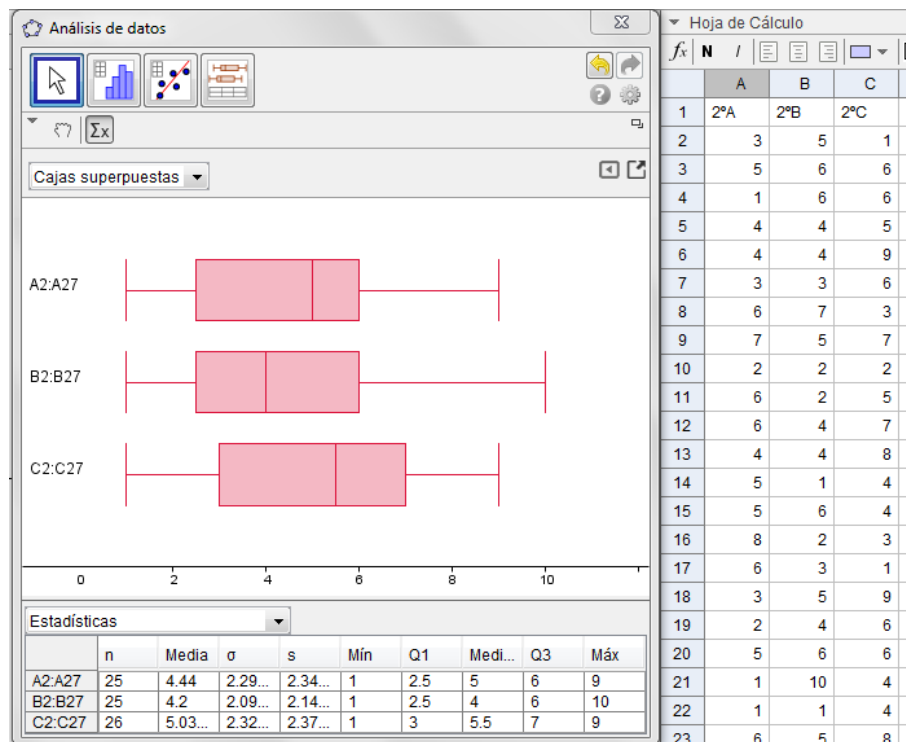 Análisis de datos
Σx
Cajas superpuestas
A2:A27
B2:B27
C2:C27
0 2 4 6 8 10
Estadísticas
n Media σ s Mín Q1 Medi... Q3 Máx
A2:A27 25 4.44 2.29... 2.34... 1 2.5 5 6 9
B2:B27 25 4.2 2.09... 2.14... 1 2.5 4 6 10
C2:C27 26 5.03... 2.32... 2.37... 1 3 5.5 7 9
Hoja de Cálculo
fx N I
A B C
1 2ºA 2ºB 2ºC
2 3 5 1
3 5 6 6
4 1 6 6
5 4 4 5
6 4 4 9
7 3 3 6
8 6 7 3
9 7 5 7
10 2 2 2
11 6 2 5
12 6 4 7
13 4 4 8
14 5 1 4
15 5 6 4
16 8 2 3
17 6 3 1
18 3 5 9
19 2 4 6
20 5 6 6
21 1 10 4
22 1 1 4
23 6 5 8